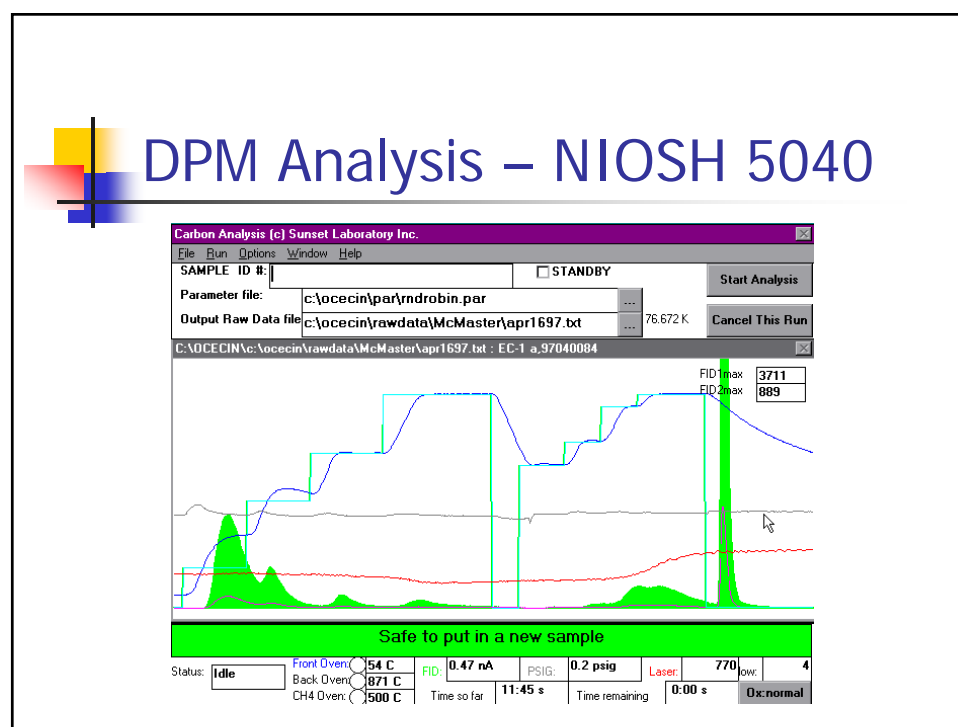 DPM Analysis – NIOSH 5040
Carbon Analysis (c) Sunset Laboratory Inc.
File Run Options Window Help
SAMPLE ID #: STANDBY Start Analysis
Parameter file: c:\ocecin\par\rndrobin.par ...
Output Raw Data file c:\ocecin\rawdata\McMaster\apr1697.txt ... 76.672 K Cancel This Run
C:\OCECIN\c:\ocecin\rawdata\McMaster\apr1697.txt : EC-1 a,97040084
FID1max 3711
FID2max 889
Safe to put in a new sample
Status: Idle
Front Oven: 54 C
Back Oven: 871 C
CH4 Oven: 500 C
FID: 0.47 nA PSIG: 0.2 psig Laser: 770 low: 4
Time so far 11:45 s Time remaining 0:00 s Ox:normal